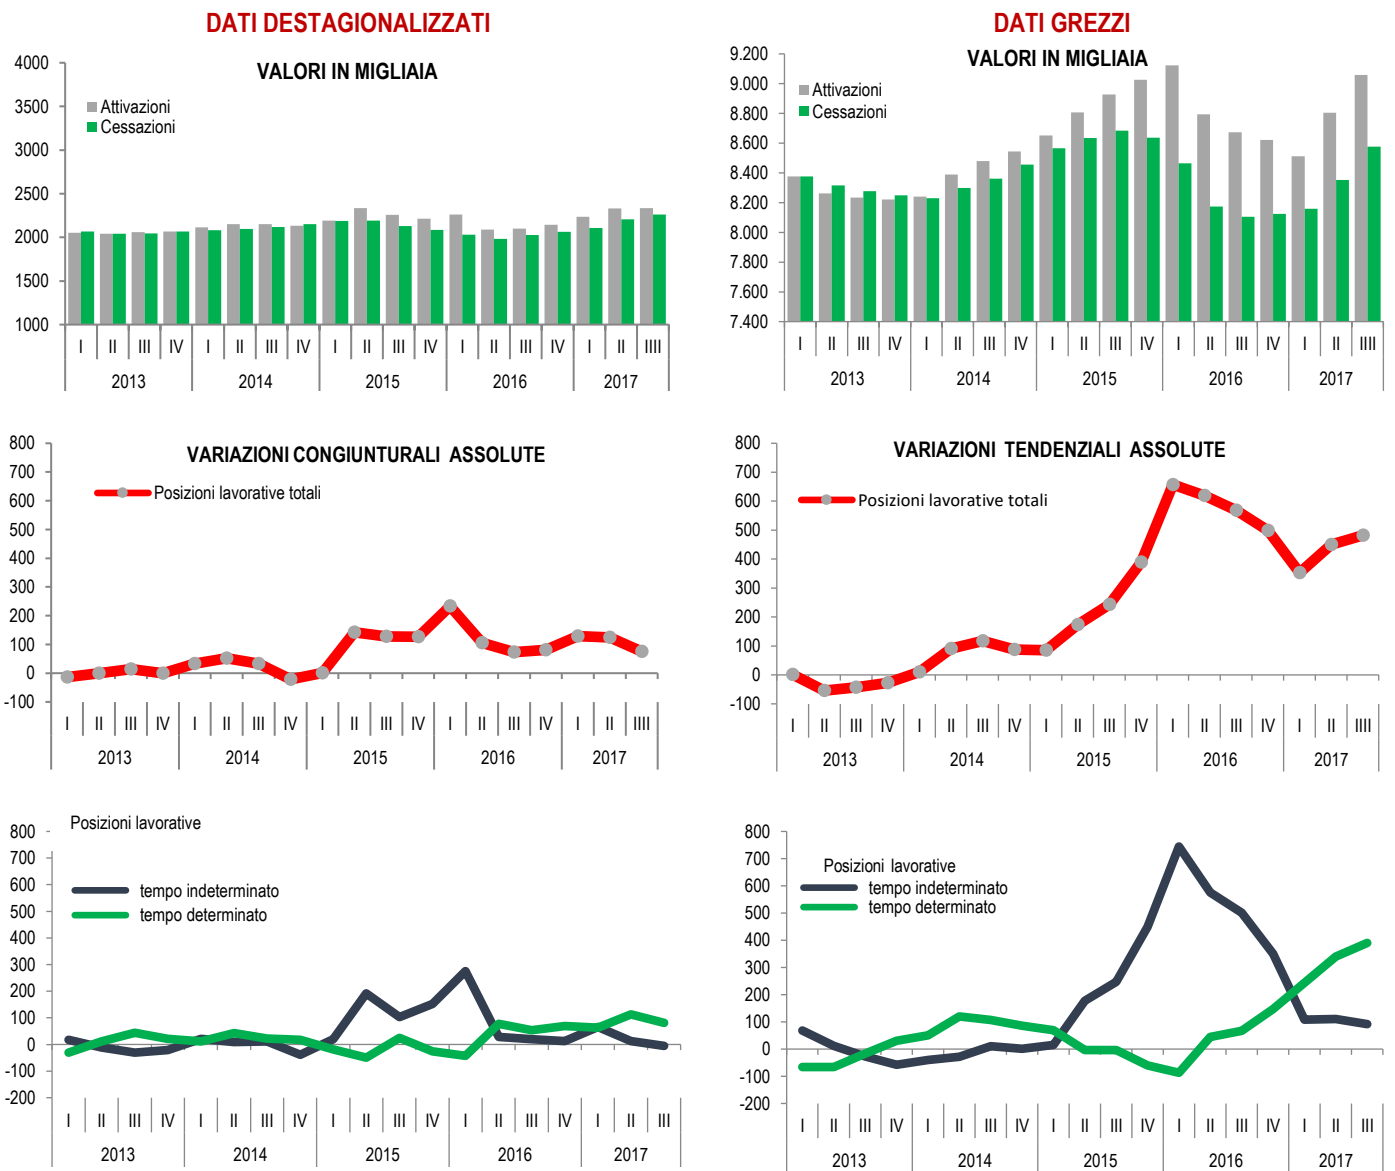 DATI DESTAGIONALIZZATI
VALORI IN MIGLIAIA
Attivazioni
Cessazioni
4000
3500
3000
2500
2000
1500
1000
I II III IV I II III IV I II III IV I II III IV I II IIII
2013 2014 2015 2016 2017
DATI GREZZI
VALORI IN MIGLIAIA
Attivazioni
Cessazioni
9.200
9.000
8.800
8.600
8.400
8.200
8.000
7.800
7.600
7.400
I II III IV I II III IV I II III IV I II III IV I II IIII
2013 2014 2015 2016 2017
VARIAZIONI CONGIUNTURALI ASSOLUTE
Posizioni lavorative totali
800
700
600
500
400
300
200
100
0
-100
I II III IV I II III IV I II III IV I II III IV I II IIII
2013 2014 2015 2016 2017
VARIAZIONI TENDENZIALI ASSOLUTE
Posizioni lavorative totali
800
700
600
500
400
300
200
100
0
-100
I II III IV I II III IV I II III IV I II III IV I II IIII
2013 2014 2015 2016 2017
Posizioni lavorative
tempo indeterminato
tempo determinato
800
700
600
500
400
300
200
100
0
-100
-200
I II III IV I II III IV I II III IV I II III IV I II III
2013 2014 2015 2016 2017
Posizioni lavorative
tempo indeterminato
tempo determinato
800
700
600
500
400
300
200
100
0
-100
-200
I II III IV I II III IV I II III IV I II III IV I II III
2013 2014 2015 2016 2017